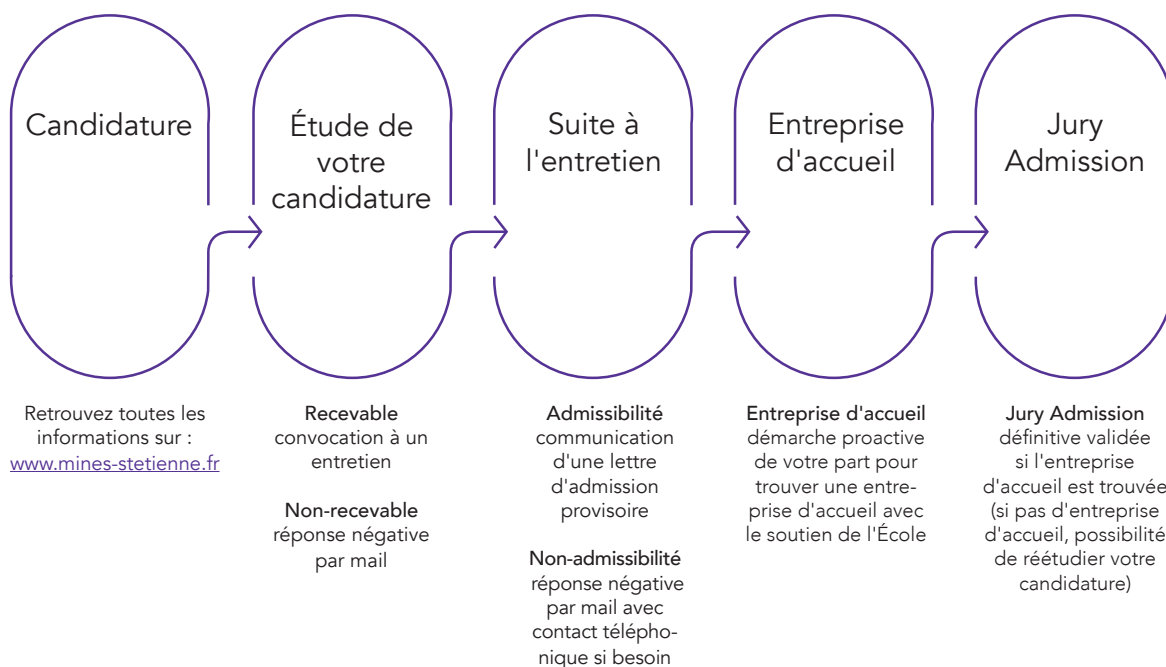 Candidature
Étude de
votre
candidature
Suite à
l'entretien
Entreprise
d'accueil
Jury
Admission
Retrouvez toutes les
informations sur :
www.mines-stetienne.fr
Recevable
convocation à un
entretien
Non-recevable
réponse négative
par mail
Admissibilité
communication
d'une lettre
d'admission
provisoire
Non-admissibilité
réponse négative
par mail avec
contact télépho-
nique si besoin
Entreprise d'accueil
démarche proactive
de votre part pour
trouver une entre-
prise d'accueil avec
le soutien de l'École
Jury Admission
définitive validée
si l'entreprise
d'accueil est trouvée
(si pas d'entreprise
d'accueil, possibilité
de réétudier votre
candidature)